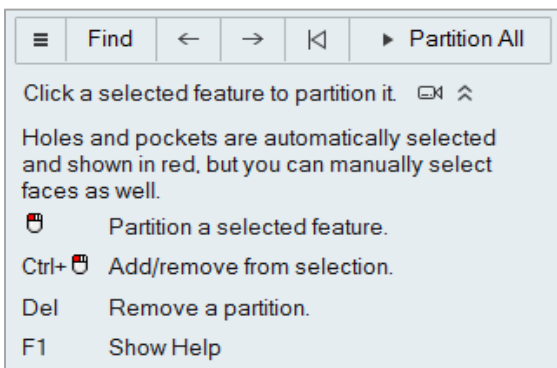 Find Partition All
Click a selected feature to partition it.
Holes and pockets are automatically selected
and shown in red, but you can manually select
faces as well.
Partition a selected feature.
Ctrl+ Add/remove from selection.
Del Remove a partition.
F1 Show Help